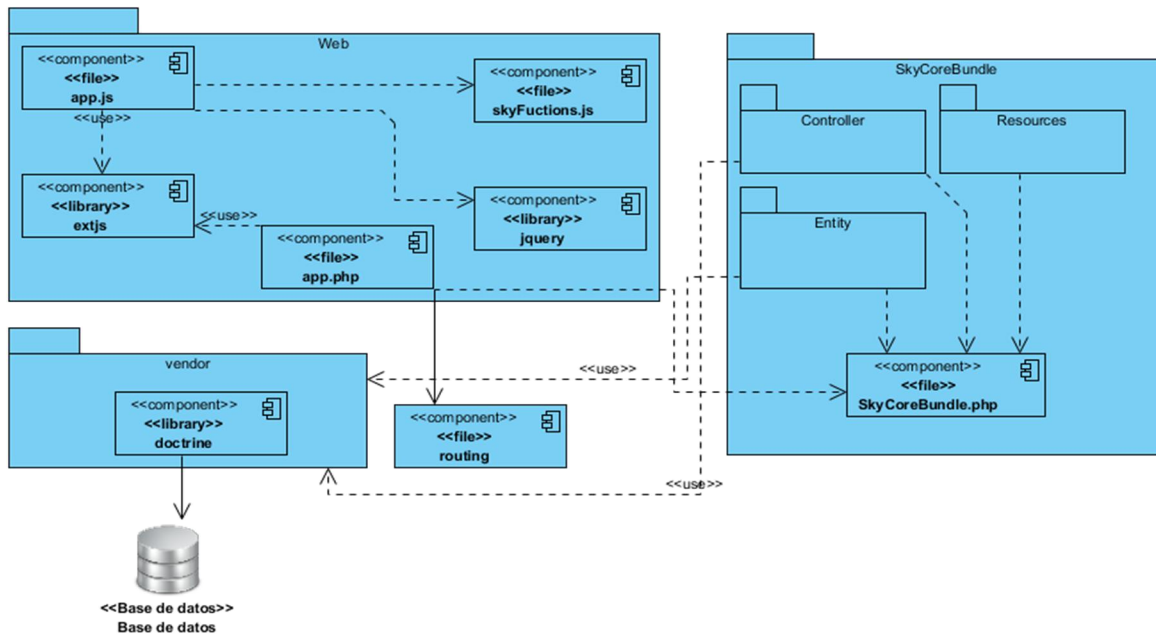 Web
<<component>>
<<file>>
app.js
<<use>>
<<component>>
<<file>>
skyFuctions.js
<<component>>
<<library>>
extjs
<<use>>
<<component>>
<<library>>
jquery
<<component>>
<<file>>
app.php
SkyCoreBundle
Controller
Resources
Entity
<<component>>
<<file>>
SkyCoreBundle.php
vendor
<<component>>
<<library>>
doctrine
<<component>>
<<file>>
routing
<<use>>
<<use>>
<<Base de datos>>
Base de datos